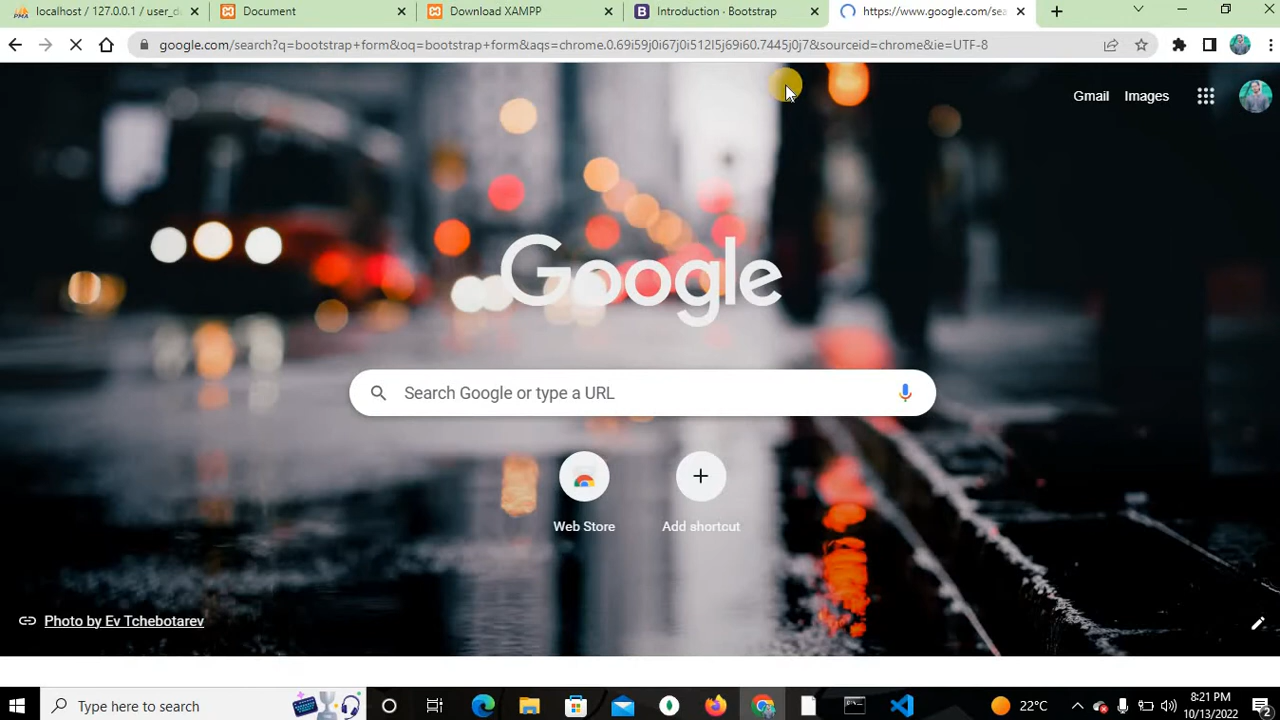 localhost / 127.0.0.1 / user_d
Document
Download XAMPP
Introduction · Bootstrap
https://www.google.com/sea
google.com/search?q=bootstrap+form&oq=bootstrap+form&aqs=chrome.0.69i59j0i67j0i512l5j69i60.7445j0j7&sourceid=chrome&ie=UTF-8
Gmail
Images
Google
Search Google or type a URL
Web Store
Add shortcut
Photo by Ev Tchebotarev
Type here to search
22°C
8:21 PM
10/13/2022
2